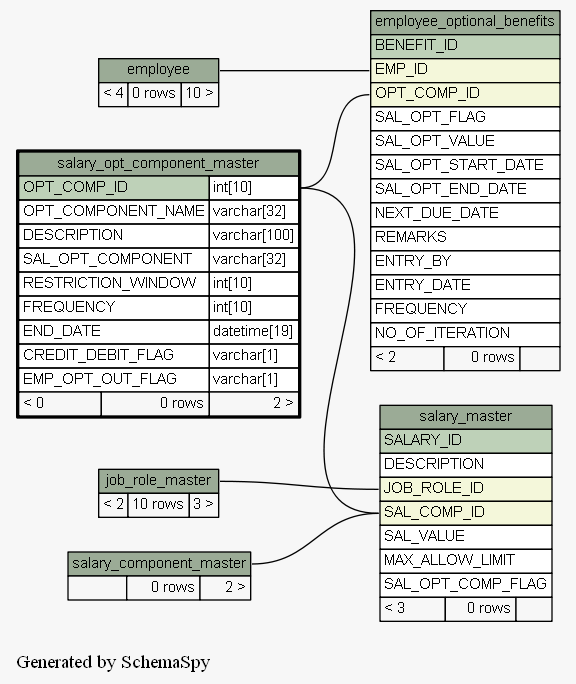 employee_optional_benefits
BENEFIT_ID
EMP_ID
OPT_COMP_ID
SAL_OPT_FLAG
SAL_OPT_VALUE
SAL_OPT_START_DATE
SAL_OPT_END_DATE
NEXT_DUE_DATE
REMARKS
ENTRY_BY
ENTRY_DATE
FREQUENCY
NO_OF_ITERATION
< 2 0 rows
employee
< 4 0 rows 10 >
salary_opt_component_master
OPT_COMP_ID int[10]
OPT_COMPONENT_NAME varchar[32]
DESCRIPTION varchar[100]
SAL_OPT_COMPONENT varchar[32]
RESTRICTION_WINDOW int[10]
FREQUENCY int[10]
END_DATE datetime[19]
CREDIT_DEBIT_FLAG varchar[1]
EMP_OPT_OUT_FLAG varchar[1]
< 0 0 rows 2 >
salary_master
SALARY_ID
DESCRIPTION
JOB_ROLE_ID
SAL_COMP_ID
SAL_VALUE
MAX_ALLOW_LIMIT
SAL_OPT_COMP_FLAG
< 3 0 rows
job_role_master
< 2 10 rows 3 >
salary_component_master
0 rows 2 >
Generated by SchemaSpy